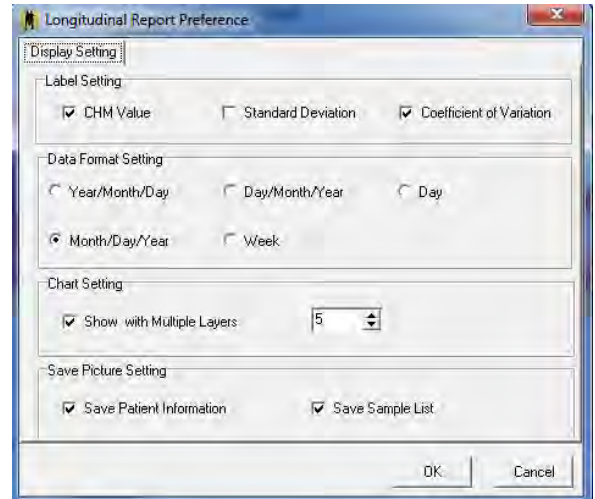 Longitudinal Report Preference
Display Setting
Label Setting
CHM Value Standard Deviation Coefficient of Variation
Data Format Setting
Year/Month/Day Day/Month/Year Day
Month/Day/Year Week
Chart Setting
Show with Multiple Layers 5
Save Picture Setting
Save Patient Information Save Sample List
OK Cancel